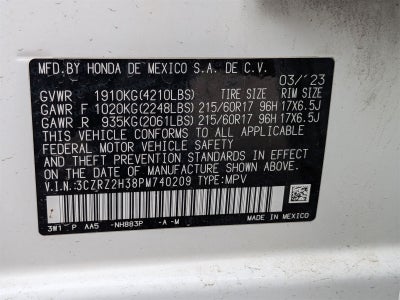 MFD.BY HONDA DE MEXICO S.A. DE C.V.
03/'23
GVWR 1910KG(4210LBS) TIRE SIZE RIM SIZE
GAWR F 1020KG(2248LBS) 215/60R17 96H 17X6.5J
GAWR R 935KG(2061LBS) 215/60R17 96H 17X6.5J
THIS VEHICLE CONFORMS TO ALL APPLICABLE
FEDERAL MOTOR VEHICLE SAFETY
AND THEFT PREVENTION STANDARDS IN EFFECT
ON THE DATE OF MANUFACTURE SHOWN ABOVE.
V.I.N:3CZRZ2H38PM740209 TYPE:MPV
3W1 P AA5 -NH883P -A -M MADE IN MEXICO